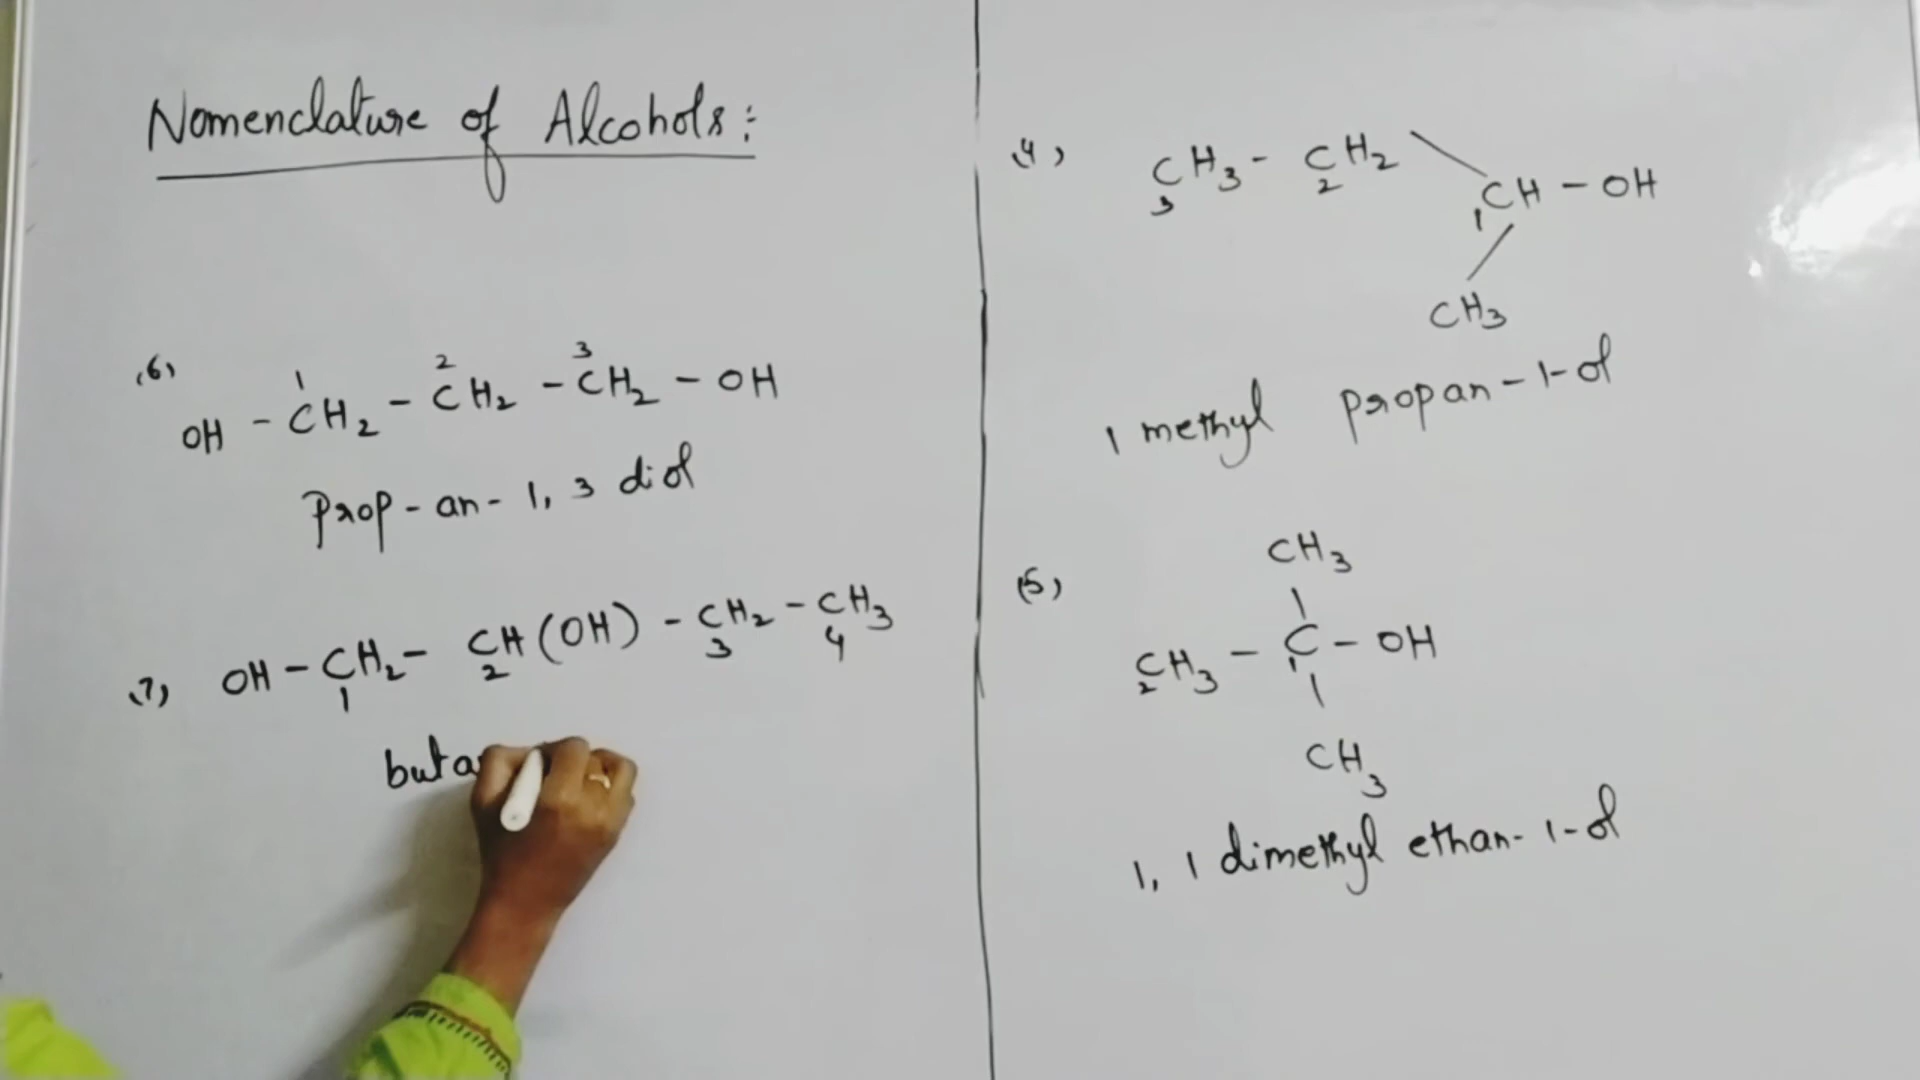 Nomenclature of Alcohols:
(6)
1 2 3
OH - CH2 - CH2 - CH2 - OH
Prop - an - 1, 3 diol
(7) OH - CH2 - CH(OH) - CH2 - CH3
1 2 3 4
buta
(4) CH3 - CH2
3 2
CH - OH
1
CH3
1 methyl propan - 1 - ol
(5)
CH3
CH3 - C - OH
2 1
CH3
1, 1 dimethyl ethan - 1 - ol